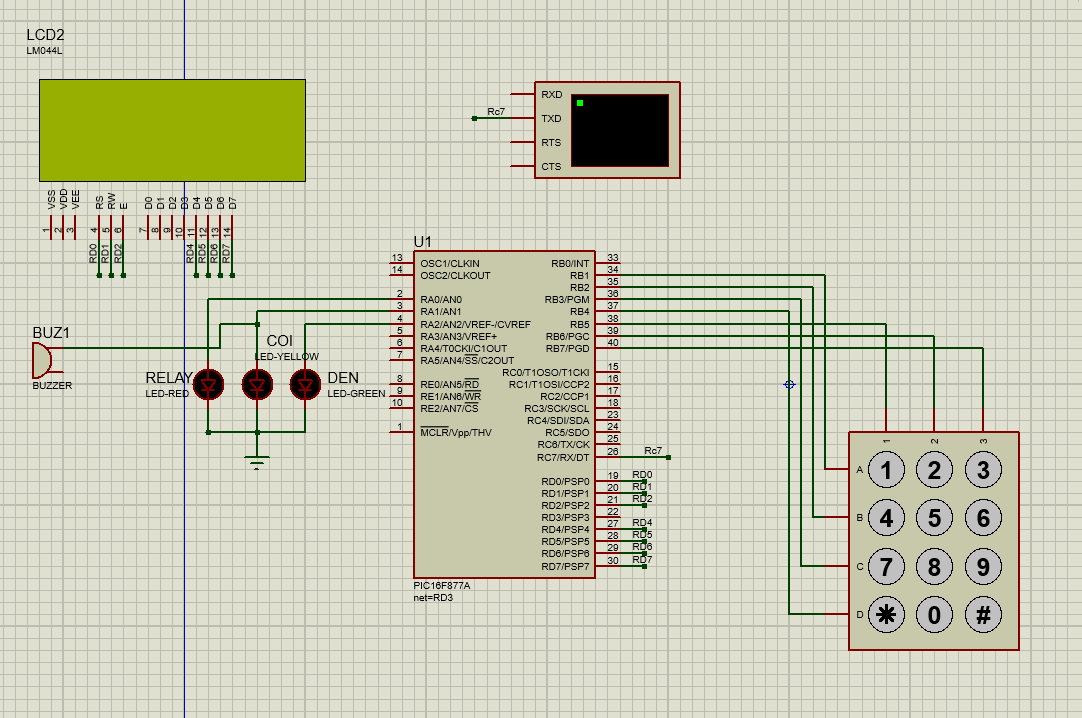 LCD2
LM044L
VSS
VDD
VEE
RS
RW
E
D0
D1
D2
D3
D4
D5
D6
D7
1
2
3
4
5
6
7
8
9
10
11
12
13
14
RD0
RD1
RD2
RD4
RD5
RD6
RD7
Rc7
RXD
TXD
RTS
CTS
BUZ1
BUZZER
RELAY
LED-RED
COI
LED-YELLOW
DEN
LED-GREEN
U1
13 OSC1/CLKIN
14 OSC2/CLKOUT
2 RA0/AN0
3 RA1/AN1
4 RA2/AN2/VREF-/CVREF
5 RA3/AN3/VREF+
6 RA4/T0CKI/C1OUT
7 RA5/AN4/SS/C2OUT
8 RE0/AN5/RD
9 RE1/AN6/WR
10 RE2/AN7/CS
1 MCLR/Vpp/THV
RB0/INT 33
RB1 34
RB2 35
RB3/PGM 36
RB4 37
RB5 38
RB6/PGC 39
RB7/PGD 40
RC0/T1OSO/T1CKI 15
RC1/T1OSI/CCP2 16
RC2/CCP1 17
RC3/SCK/SCL 18
RC4/SDI/SDA 23
RC5/SDO 24
RC6/TX/CK 25
RC7/RX/DT 26 Rc7
RD0/PSP0 19 RD0
RD1/PSP1 20 RD1
RD2/PSP2 21 RD2
RD3/PSP3 22
RD4/PSP4 27 RD4
RD5/PSP5 28 RD5
RD6/PSP6 29 RD6
RD7/PSP7 30 RD7
PIC16F877A
net=RD3
1 2 3
A 1 2 3
B 4 5 6
C 7 8 9
D * 0 #